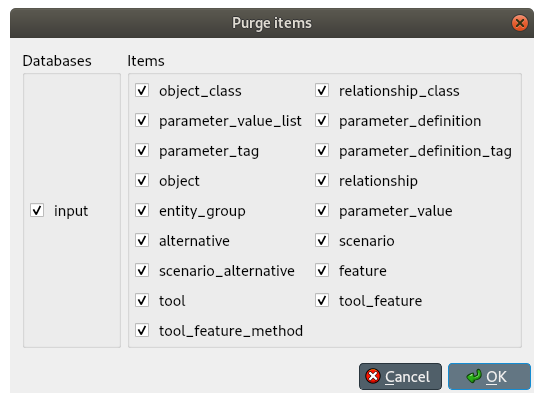 Purge items
Databases Items
object_class relationship_class
parameter_value_list parameter_definition
parameter_tag parameter_definition_tag
object relationship
input entity_group parameter_value
alternative scenario
scenario_alternative feature
tool tool_feature
tool_feature_method
Cancel OK